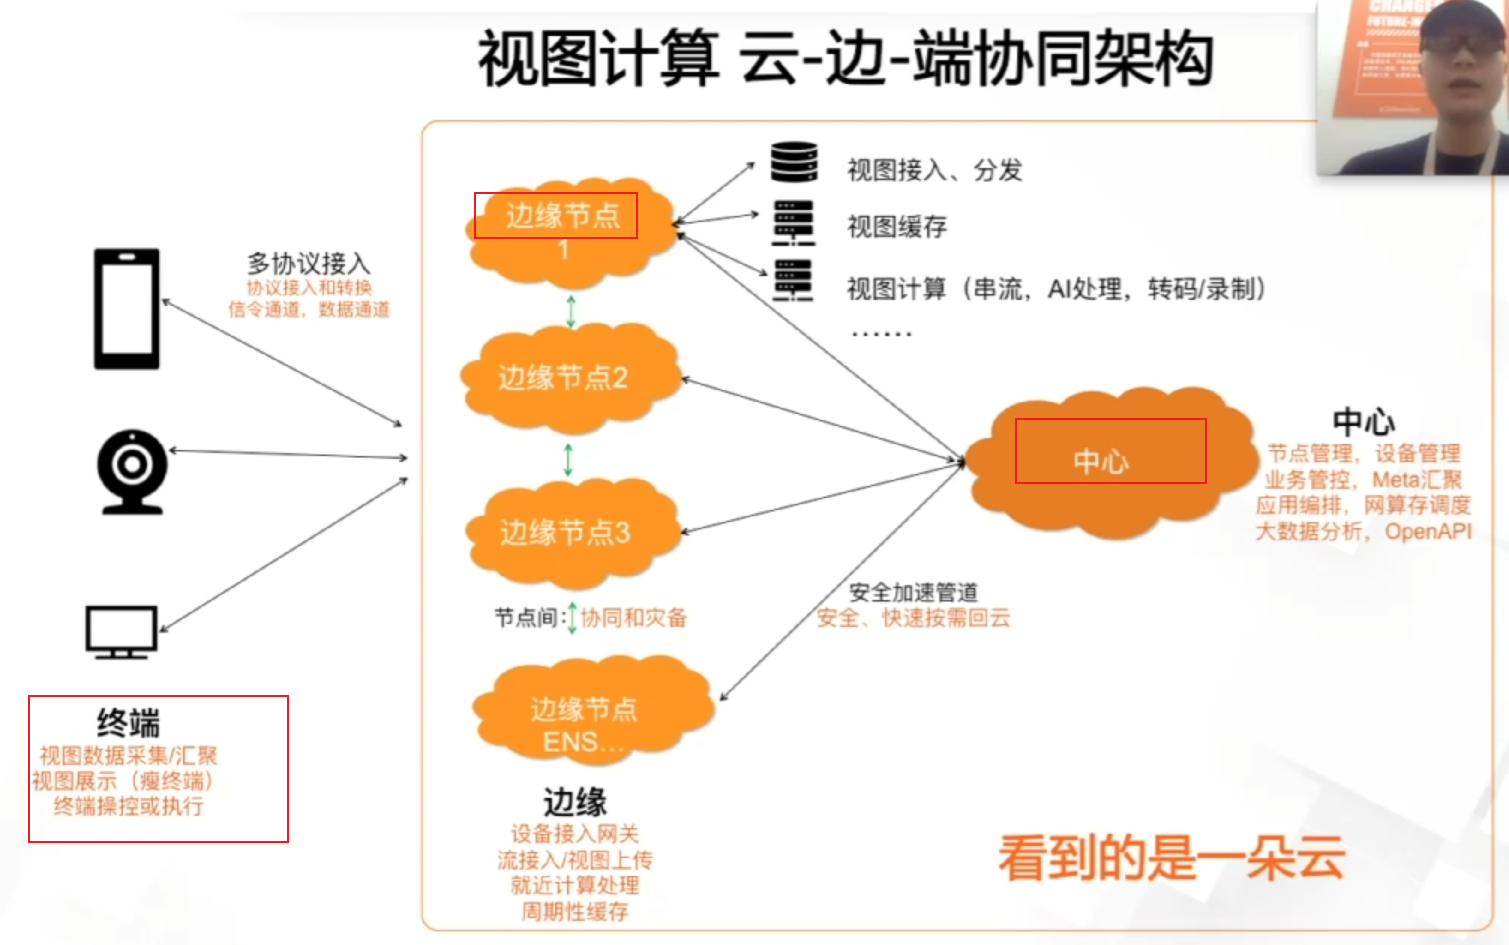 视图计算 云-边-端协同架构
CHANGE
FUTURE-M
多协议接入
协议接入和转换
信令通道，数据通道
终端
视图数据采集/汇聚
视图展示（瘦终端）
终端操控或执行
边缘节点
1
边缘节点2
边缘节点3
节点间：协同和灾备
边缘节点
ENS...
边缘
设备接入网关
流接入/视图上传
就近计算处理
周期性缓存
视图接入、分发
视图缓存
视图计算（串流，AI处理，转码/录制）
······
中心
中心
节点管理，设备管理
业务管控，Meta汇聚
应用编排，网算存调度
大数据分析，OpenAPI
安全加速管道
安全、快速按需回云
看到的是一朵云